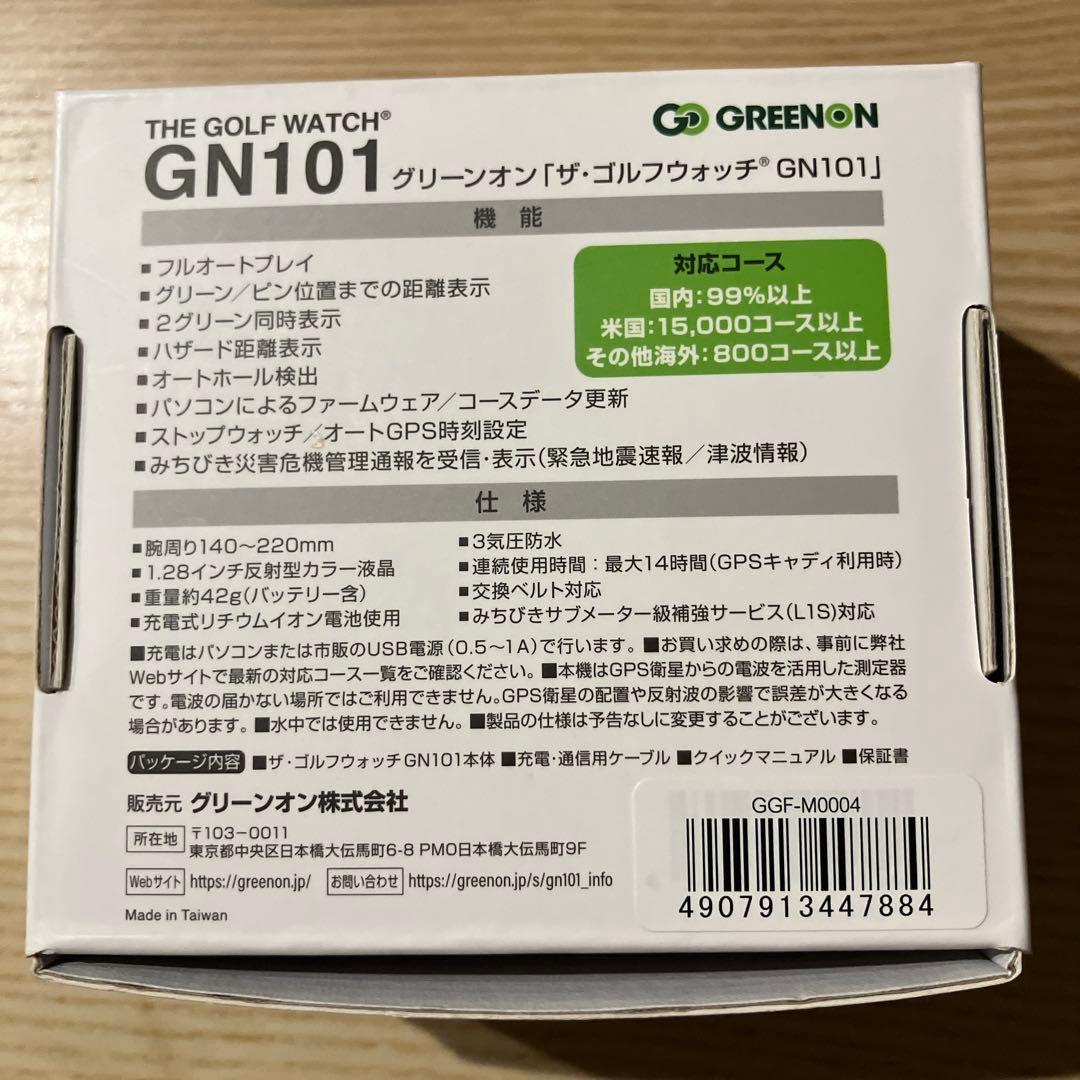 THE GOLF WATCH®
GN101 グリーンオン「ザ・ゴルフウォッチ® GN101」
GREENON
機 能
■フルオートプレイ
■グリーン/ピン位置までの距離表示
■2グリーン同時表示
■ハザード距離表示
■オートホール検出
■パソコンによるファームウェア/コースデータ更新
■ストップウォッチ/オートGPS時刻設定
■みちびき災害危機管理通報を受信・表示(緊急地震速報/津波情報)
対応コース
国内:99%以上
米国:15,000コース以上
その他海外:800コース以上
仕 様
■腕周り140〜220mm
■1.28インチ反射型カラー液晶
■重量約42g(バッテリー含)
■充電式リチウムイオン電池使用
■3気圧防水
■連続使用時間:最大14時間(GPSキャディ利用時)
■交換ベルト対応
■みちびきサブメーター級補強サービス(L1S)対応
■充電はパソコンまたは市販のUSB電源(0.5〜1A)で行います。■お買い求めの際は、事前に弊社
Webサイトで最新の対応コース一覧をご確認ください。■本機はGPS衛星からの電波を活用した測定器
です。電波の届かない場所ではご利用できません。GPS衛星の配置や反射波の影響で誤差が大きくなる
場合があります。■水中では使用できません。■製品の仕様は予告なしに変更することがございます。
パッケージ内容 ■ザ・ゴルフウォッチGN101本体 ■充電・通信用ケーブル ■クイックマニュアル ■保証書
販売元 グリーンオン株式会社
所在地 〒103-0011
東京都中央区日本橋大伝馬町6-8 PMO日本橋大伝馬町9F
Webサイト https://greenon.jp/ お問い合わせ https://greenon.jp/s/gn101_info
Made in Taiwan
GGF-M0004
4907913447884